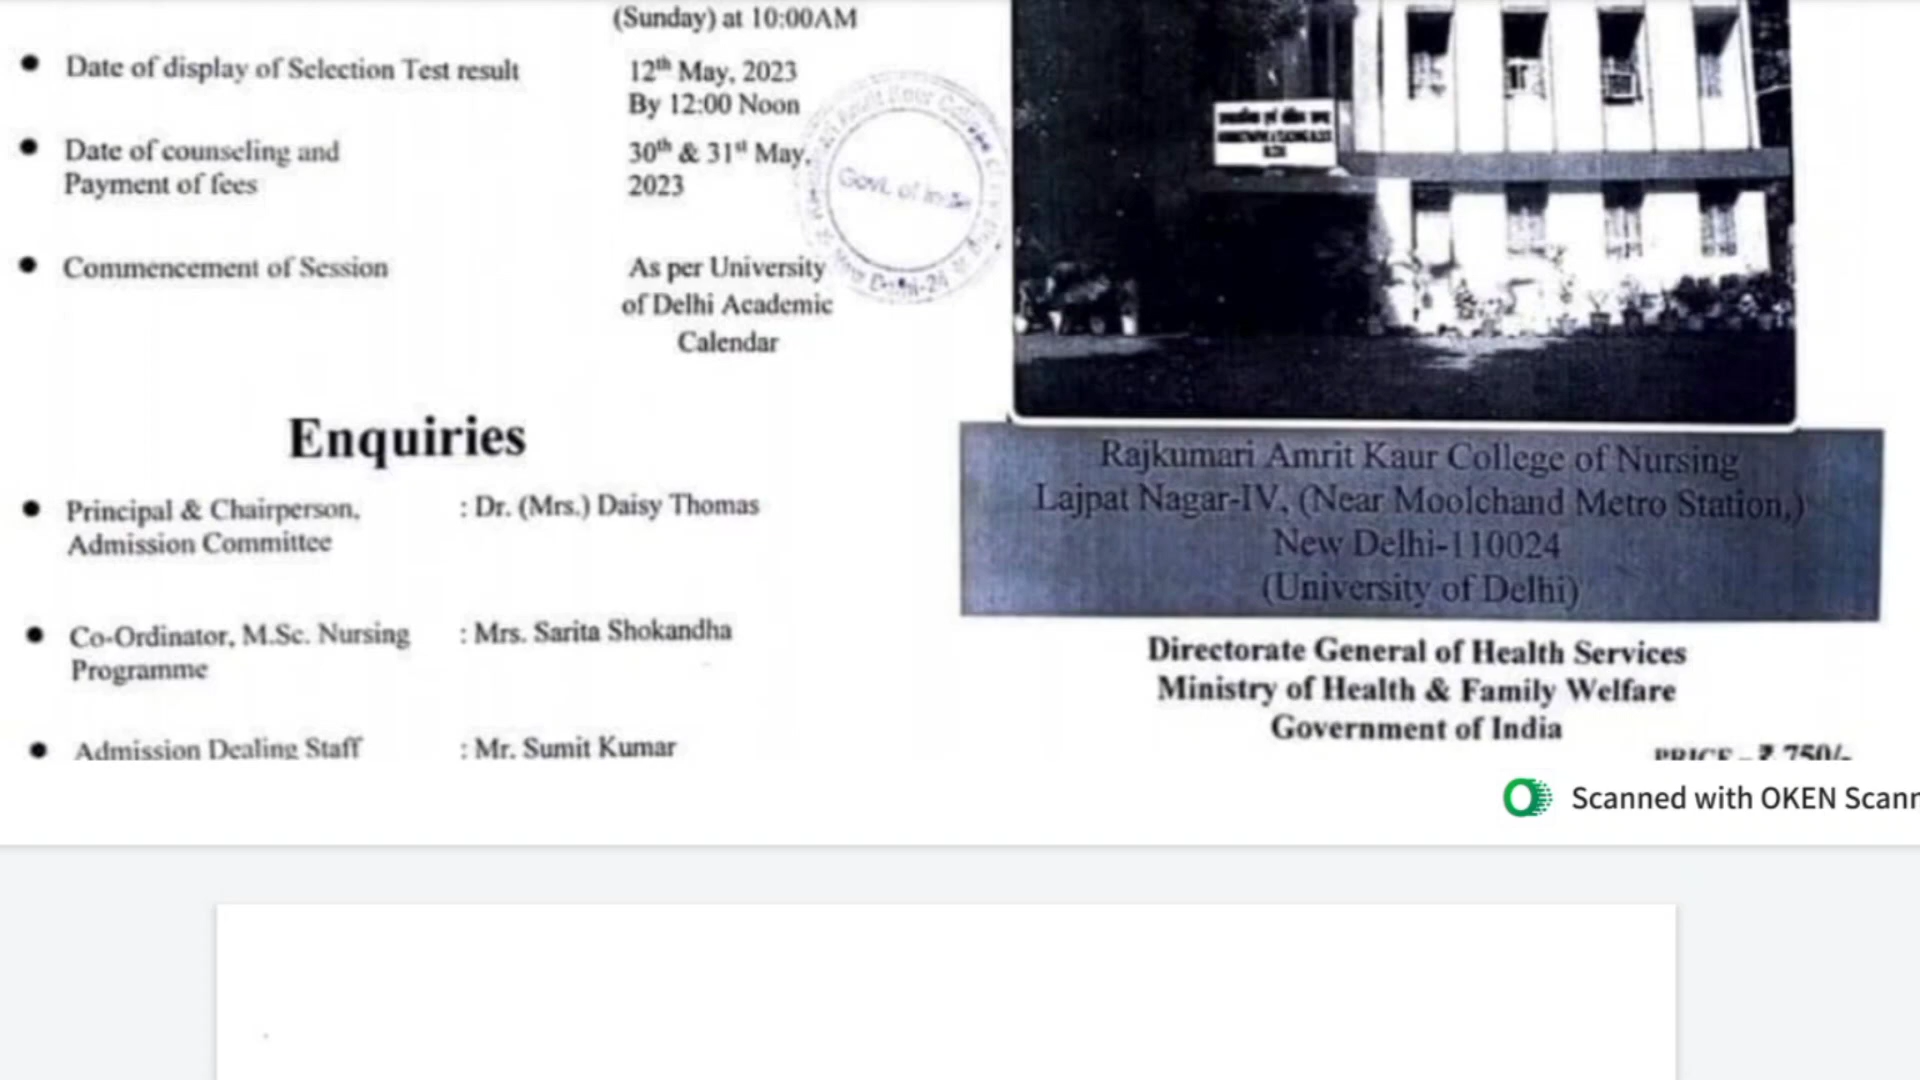 (Sunday) at 10:00AM
● Date of display of Selection Test result
12th May, 2023
By 12:00 Noon
● Date of counseling and
Payment of fees
30th & 31st May,
2023
● Commencement of Session
As per University
of Delhi Academic
Calendar
Govt. of India
New Delhi-24
Enquiries
● Principal & Chairperson,
Admission Committee
: Dr. (Mrs.) Daisy Thomas
● Co-Ordinator, M.Sc. Nursing
Programme
: Mrs. Sarita Shokandha
● Admission Dealing Staff
: Mr. Sumit Kumar
Rajkumari Amrit Kaur College of Nursing
Lajpat Nagar-IV, (Near Moolchand Metro Station,)
New Delhi-110024
(University of Delhi)
Directorate General of Health Services
Ministry of Health & Family Welfare
Government of India
PRICE - ₹ 750/-
Scanned with OKEN Scann